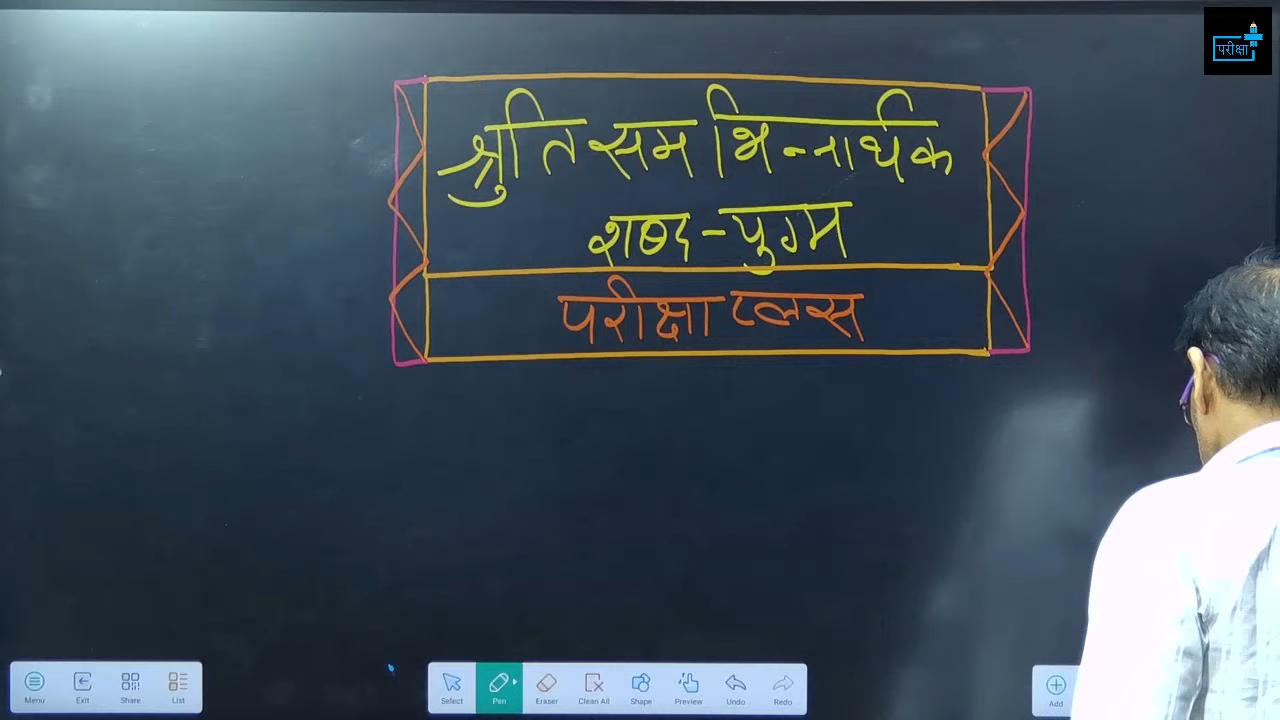 परीक्षा
श्रुतिसम भिन्नार्थक
शब्द-युग्म
परीक्षा प्लस
Menu Exit Share List Select Pen Eraser Clean All Shape Preview Undo Redo Add